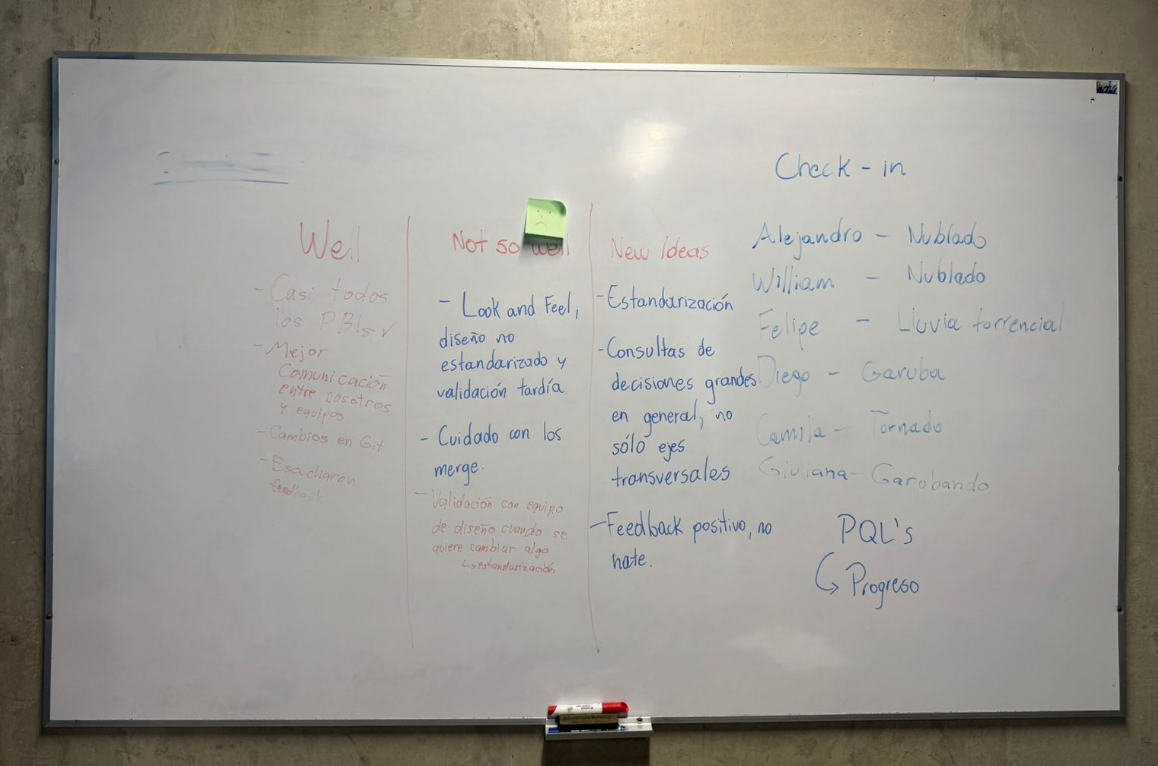 Check-in
Alejandro - Nublado
William - Nublado
Felipe - Lluvia torrencial
Diego - Garuba
Camila - Tornado
Giuliana - Garobando
PQL's
↳ Progreso
Well
- Casi todos
los PBIs ✓
- Mejor
Comunicación
entre nosotros
y equipos
- Cambios en Git
- Escucharon
feedback
Not so well
- Look and Feel,
diseño no
estandarizado y
validación tardía.
- Cuidado con los
merge.
- Validación con equipo
de diseño cuando se
quiere cambiar algo
↳ estandarización
New Ideas
- Estandarización
- Consultas de
decisiones grandes
en general, no
sólo ejes
transversales
- Feedback positivo, no
hate.